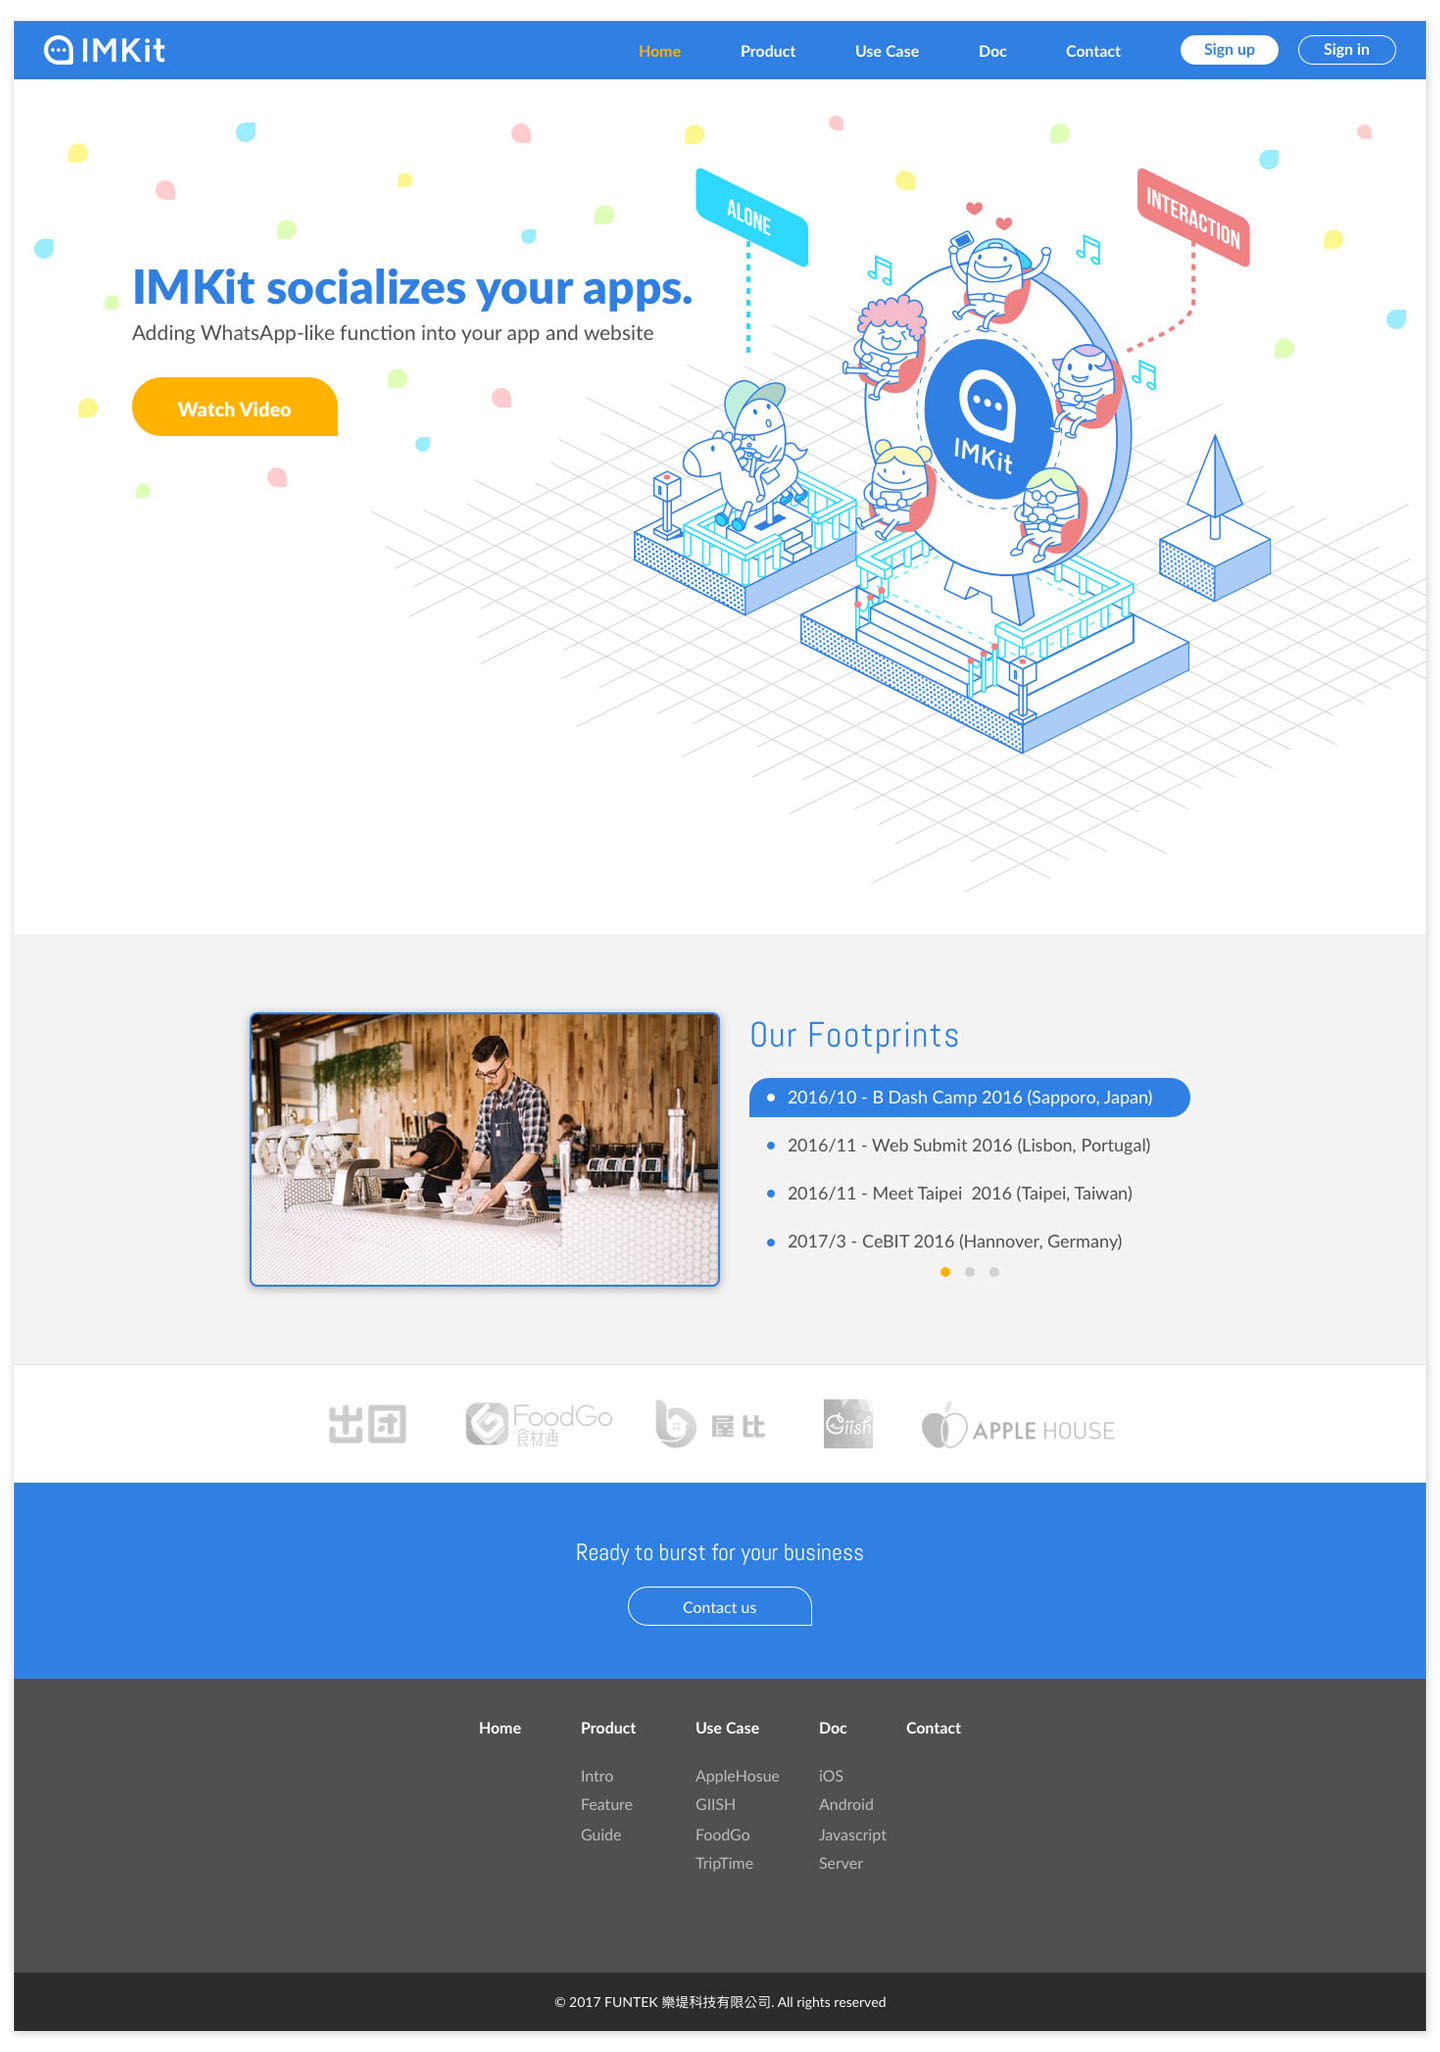 IMKit
Home Product Use Case Doc Contact Sign up Sign in
ALONE
INTERACTION
IMKit socializes your apps.
Adding WhatsApp-like function into your app and website
Watch Video
IMKit
Our Footprints
2016/10 - B Dash Camp 2016 (Sapporo, Japan)
2016/11 - Web Submit 2016 (Lisbon, Portugal)
2016/11 - Meet Taipei 2016 (Taipei, Taiwan)
2017/3 - CeBIT 2016 (Hannover, Germany)
出团
FoodGo
食材通
屋比
Giish
APPLE HOUSE
Ready to burst for your business
Contact us
Home Product Use Case Doc Contact
Intro AppleHosue iOS
Feature GIISH Android
Guide FoodGo Javascript
TripTime Server
© 2017 FUNTEK 樂堤科技有限公司. All rights reserved